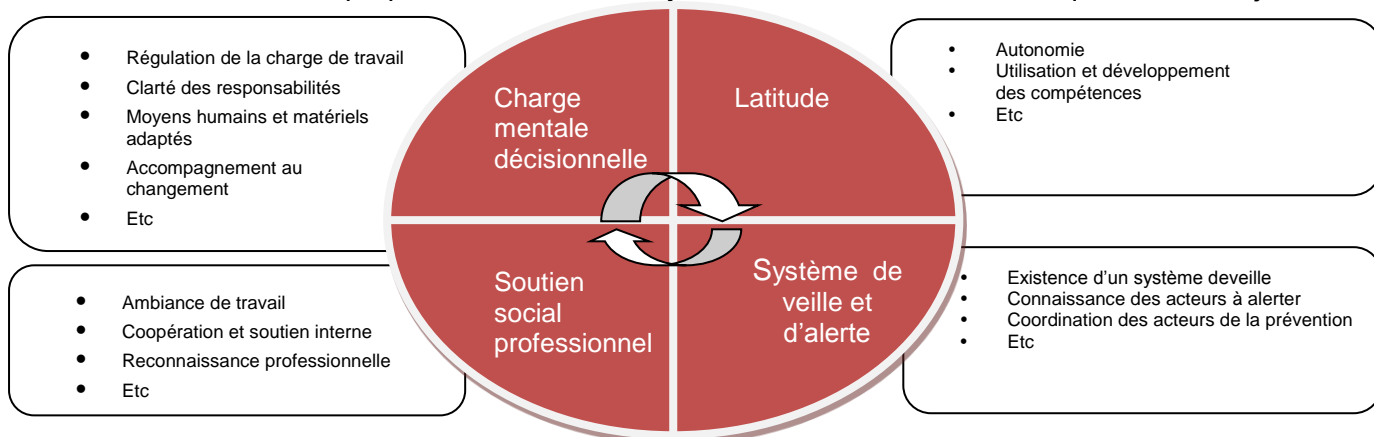 • Régulation de la charge de travail
• Clarté des responsabilités
• Moyens humains et matériels
adaptés
• Accompagnement au
changement
• Etc
Charge
mentale
décisionnelle
Latitude
• Autonomie
• Utilisation et développement
des compétences
• Etc
• Ambiance de travail
• Coopération et soutien interne
• Reconnaissance professionnelle
• Etc
Soutien
social
professionnel
Système de
veille et
d'alerte
• Existence d'un système deveille
• Connaissance des acteurs à alerter
• Coordination des acteurs de la prévention
• Etc